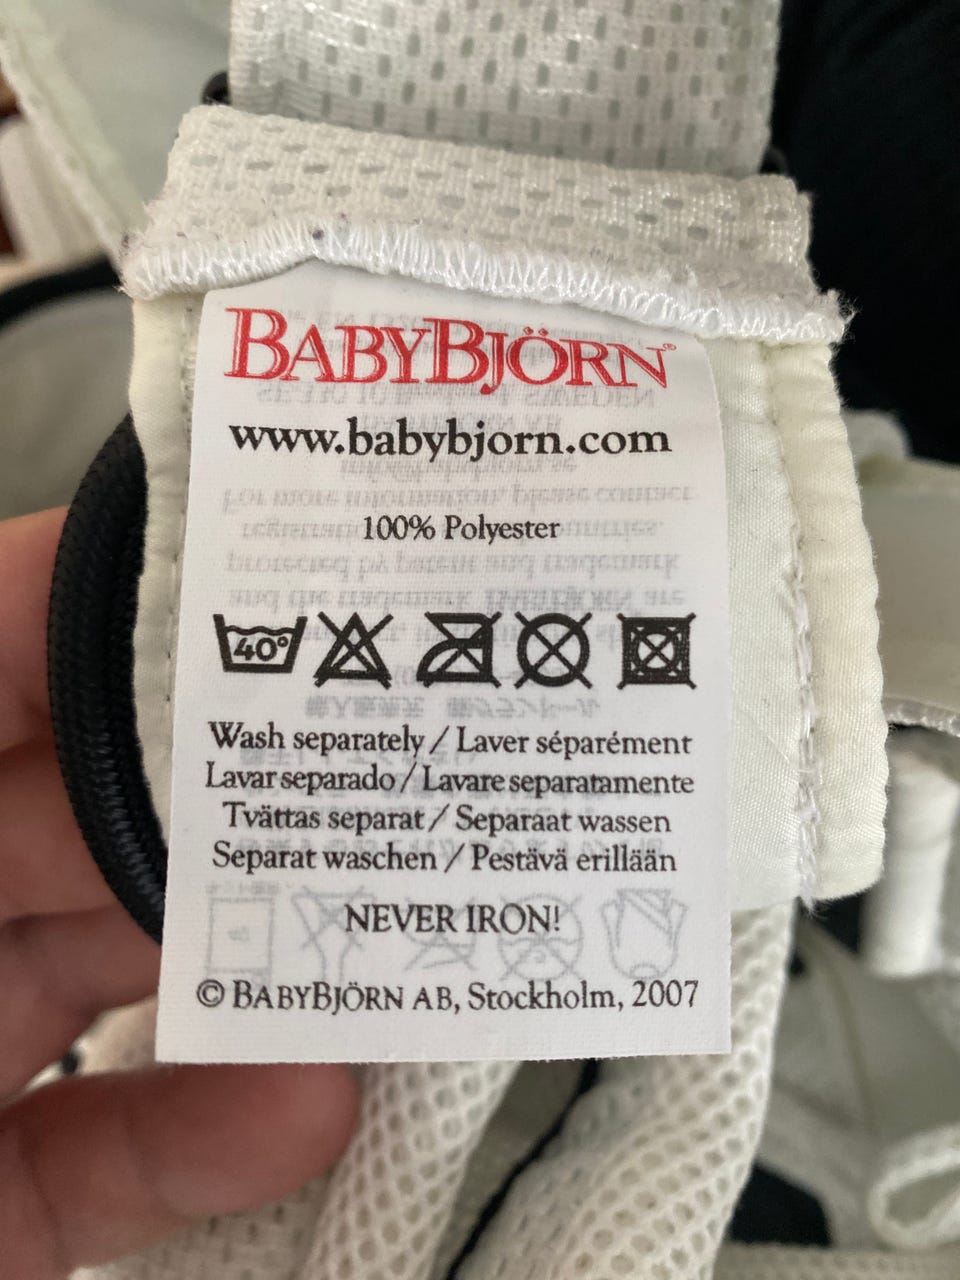 BABYBJÖRN®
www.babybjorn.com
100% Polyester
40°
Wash separately / Laver séparément
Lavar separado / Lavare separatamente
Tvättas separat / Separaat wassen
Separat waschen / Pestävä erillään
NEVER IRON!
© BABYBJÖRN AB, Stockholm, 2007